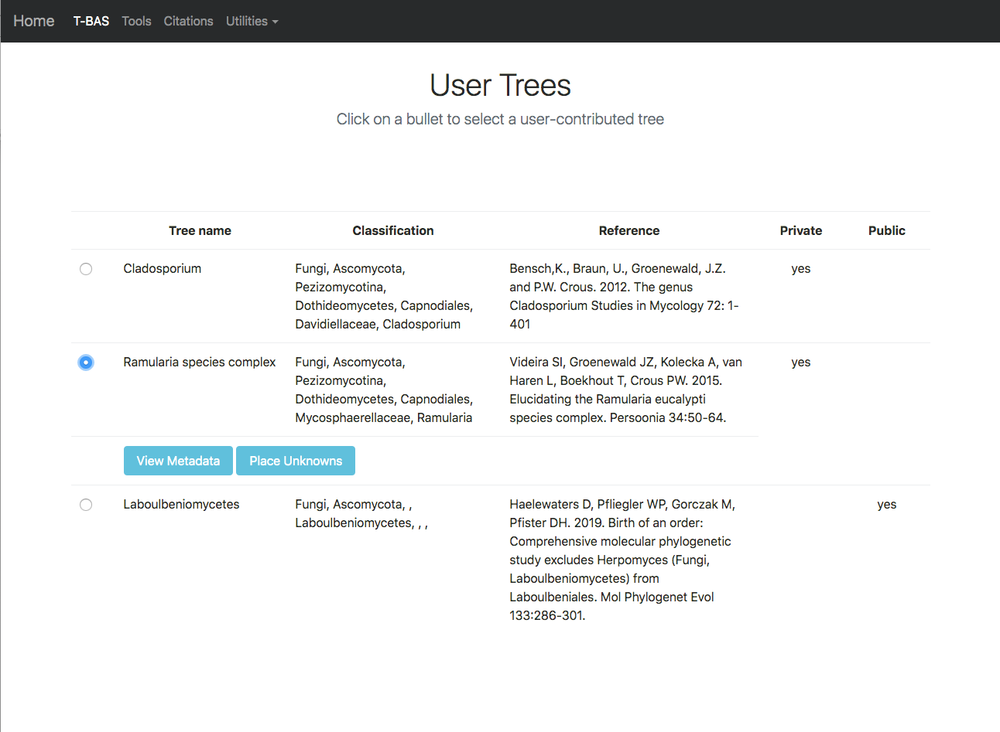 Home T-BAS Tools Citations Utilities
User Trees
Click on a bullet to select a user-contributed tree
Tree name Classification Reference Private Public
Cladosporium Fungi, Ascomycota, Bensch,K., Braun, U., Groenewald, J.Z. yes
Pezizomycotina, and P.W. Crous. 2012. The genus
Dothideomycetes, Capnodiales, Cladosporium Studies in Mycology 72: 1-
Davidiellaceae, Cladosporium 401
Ramularia species complex Fungi, Ascomycota, Videira SI, Groenewald JZ, Kolecka A, van yes
Pezizomycotina, Haren L, Boekhout T, Crous PW. 2015.
Dothideomycetes, Capnodiales, Elucidating the Ramularia eucalypti
Mycosphaerellaceae, Ramularia species complex. Persoonia 34:50-64.
View Metadata Place Unknowns
Laboulbeniomycetes Fungi, Ascomycota, , Haelewaters D, Pfliegler WP, Gorczak M, yes
Laboulbeniomycetes, , , Pfister DH. 2019. Birth of an order:
Comprehensive molecular phylogenetic
study excludes Herpomyces (Fungi,
Laboulbeniomycetes) from
Laboulbeniales. Mol Phylogenet Evol
133:286-301.